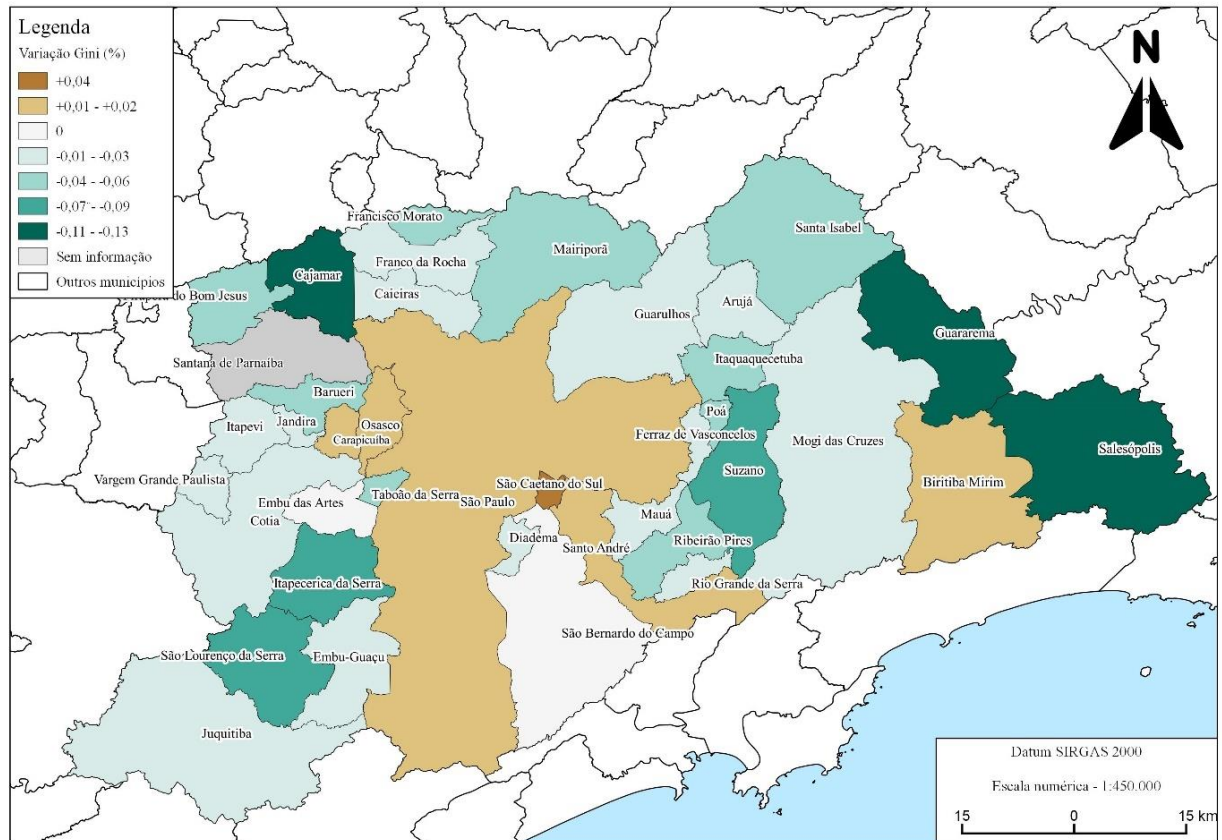 Legenda
Variação Gini (%)
+0,04
+0,01 - +0,02
0
-0,01 - -0,03
-0,04 - -0,06
-0,07 - -0,09
-0,11 - -0,13
Sem informação
Outros municípios
N
Francisco Morato
Mairiporã
Santa Isabel
Franco da Rocha
Cajamar
Caieiras
do Bom Jesus
Guarulhos
Arujá
Guararema
Santana de Parnaíba
Itaquaquecetuba
Barueri
Poá
Itapevi
Jandira
Osasco
Carapicuíba
Ferraz de Vasconcelos
Mogi das Cruzes
Salesópolis
Suzano
Vargem Grande Paulista
São Caetano do Sul
Biritiba Mirim
Embu das Artes
Taboão da Serra
São Paulo
Mauá
Cotia
Diadema
Santo André
Ribeirão Pires
Itapecerica da Serra
Rio Grande da Serra
São Bernardo do Campo
São Lourenço da Serra
Embu-Guaçu
Juquitiba
Datum SIRGAS 2000
Escala numérica - 1:450.000
15 0 15 km